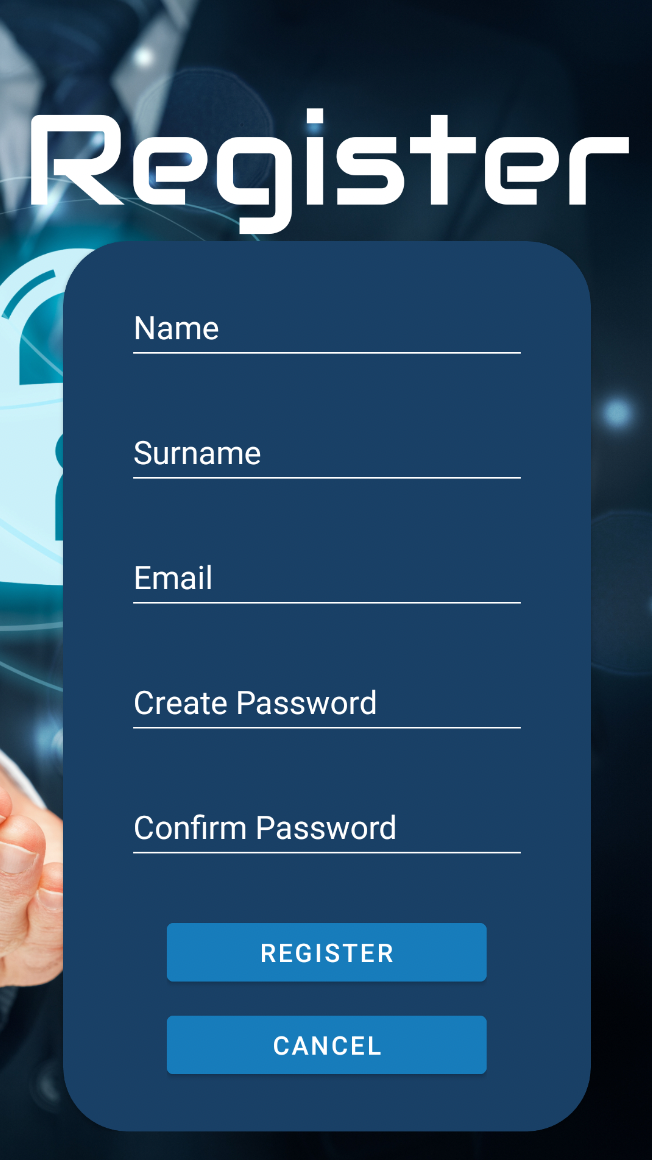 Register
Name
Surname
Email
Create Password
Confirm Password
REGISTER
CANCEL